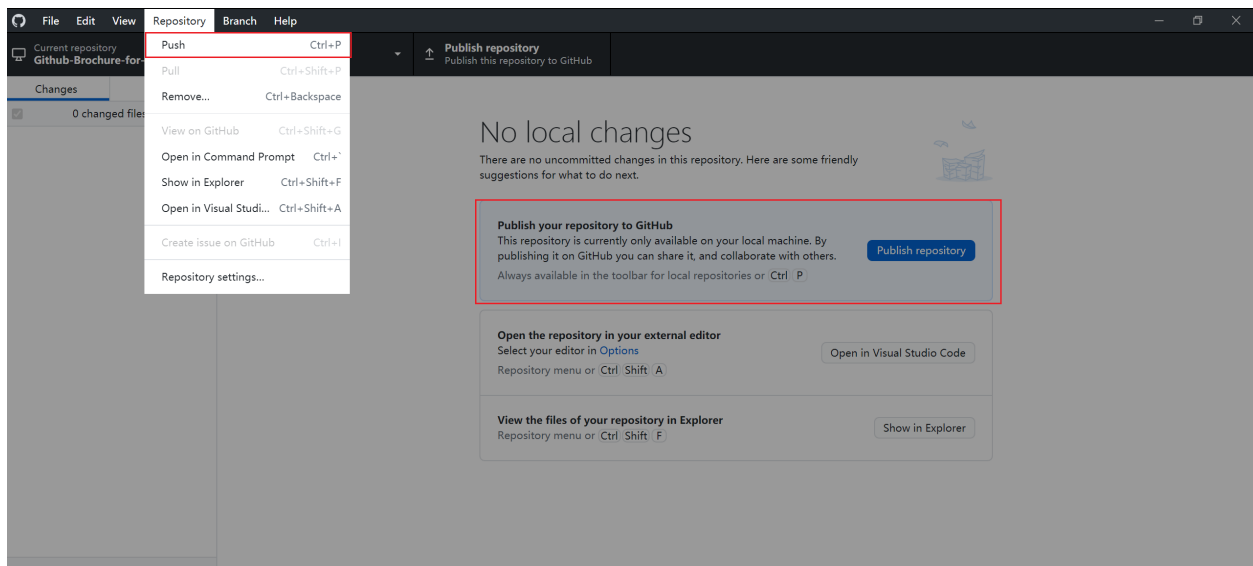 File Edit View Repository Branch Help
Current repository
Github-Brochure-for-
Publish repository
Publish this repository to GitHub
Push Ctrl+P
Pull Ctrl+Shift+P
Remove... Ctrl+Backspace
View on GitHub Ctrl+Shift+G
Open in Command Prompt Ctrl+`
Show in Explorer Ctrl+Shift+F
Open in Visual Studi... Ctrl+Shift+A
Create issue on GitHub Ctrl+I
Repository settings...
Changes
0 changed files
No local changes
There are no uncommitted changes in this repository. Here are some friendly
suggestions for what to do next.
Publish your repository to GitHub
This repository is currently only available on your local machine. By
publishing it on GitHub you can share it, and collaborate with others.
Always available in the toolbar for local repositories or Ctrl P
Publish repository
Open the repository in your external editor
Select your editor in Options
Repository menu or Ctrl Shift A
Open in Visual Studio Code
View the files of your repository in Explorer
Repository menu or Ctrl Shift F
Show in Explorer